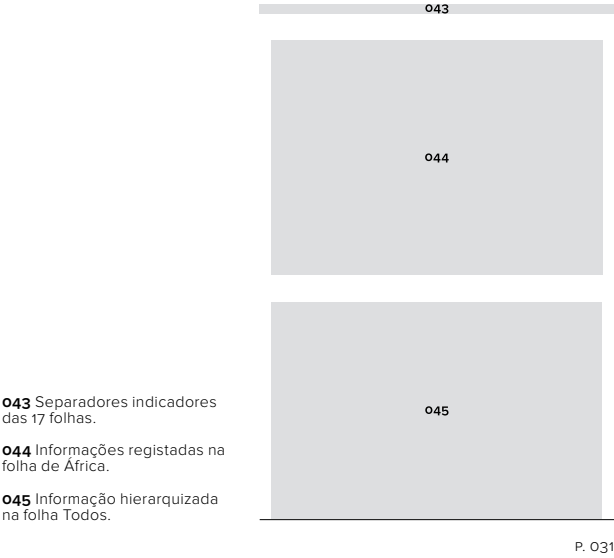 043
044
045
043 Separadores indicadores
das 17 folhas.
044 Informações registadas na
folha de África.
045 Informação hierarquizada
na folha Todos.
P. 031